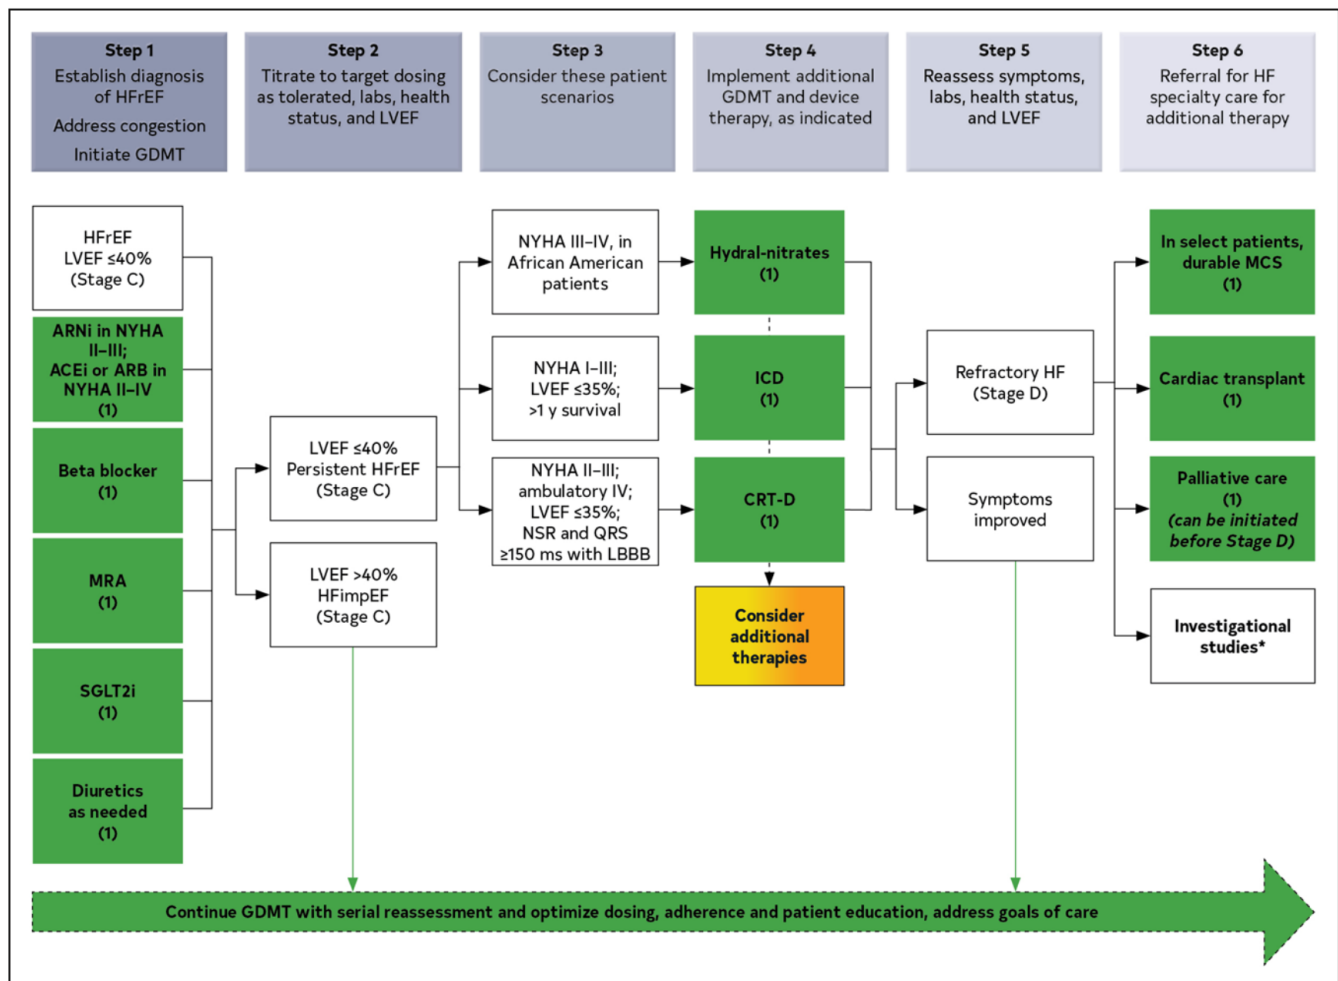 Step 1
Establish diagnosis
of HFrEF
Address congestion
Initiate GDMT
Step 2
Titrate to target dosing
as tolerated, labs, health
status, and LVEF
Step 3
Consider these patient
scenarios
Step 4
Implement additional
GDMT and device
therapy, as indicated
Step 5
Reassess symptoms,
labs, health status,
and LVEF
Step 6
Referral for HF
specialty care for
additional therapy
HFrEF
LVEF ≤40%
(Stage C)
ARNi in NYHA
II–III;
ACEi or ARB in
NYHA II–IV
(1)
Beta blocker
(1)
MRA
(1)
SGLT2i
(1)
Diuretics
as needed
(1)
LVEF ≤40%
Persistent HFrEF
(Stage C)
LVEF >40%
HFimpEF
(Stage C)
NYHA III–IV, in
African American
patients
NYHA I–III;
LVEF ≤35%;
>1 y survival
NYHA II–III;
ambulatory IV;
LVEF ≤35%;
NSR and QRS
≥150 ms with LBBB
Hydral-nitrates
(1)
ICD
(1)
CRT-D
(1)
Consider
additional
therapies
Refractory HF
(Stage D)
Symptoms
improved
In select patients,
durable MCS
(1)
Cardiac transplant
(1)
Palliative care
(1)
(can be initiated
before Stage D)
Investigational
studies*
Continue GDMT with serial reassessment and optimize dosing, adherence and patient education, address goals of care